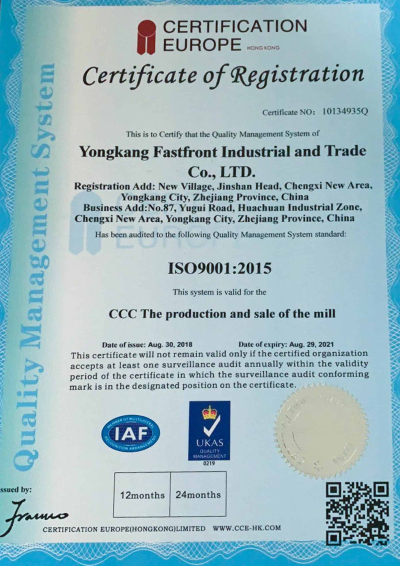 CERTIFICATION
EUROPE HONG KONG
Certificate of Registration
Certificate NO: 10134935Q
This is to Certify that the Quality Management System of
Yongkang Fastfront Industrial and Trade
Co., LTD.
Registration Add: New Village, Jinshan Head, Chengxi New Area,
Yongkang City, Zhejiang Province, China
Business Add:No.87, Yugui Road, Huachuan Industrial Zone,
Chengxi New Area, Yongkang City, Zhejiang Province, China
Has been audited to the following Quality Management System standard:
ISO9001:2015
This system is valid for the
CCC The production and sale of the mill
Date of issue: Aug. 30, 2018 Date of expiry: Aug. 29, 2021
This certificate will not remain valid only if the certified organization
accepts at least one surveillance audit annually within the validity
period of the certificate in which the surveillance audit conforming
mark is in the designated position on the certificate.
Quality Management System
IAF
UKAS
QUALITY
MANAGEMENT
0219
12months 24months
ssued by:
CERTIFICATION EUROPE(HONGKONG)LIMITED WWW.CCE-HK.COM